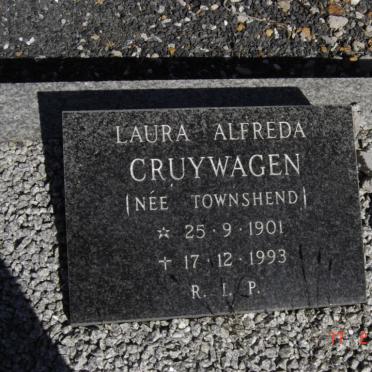 LAURA ALFREDA
CRUYWAGEN
(NÉE TOWNSHEND)
☆ 25 · 9 · 1901
✝ 17 · 12 · 1993
R. I. P.